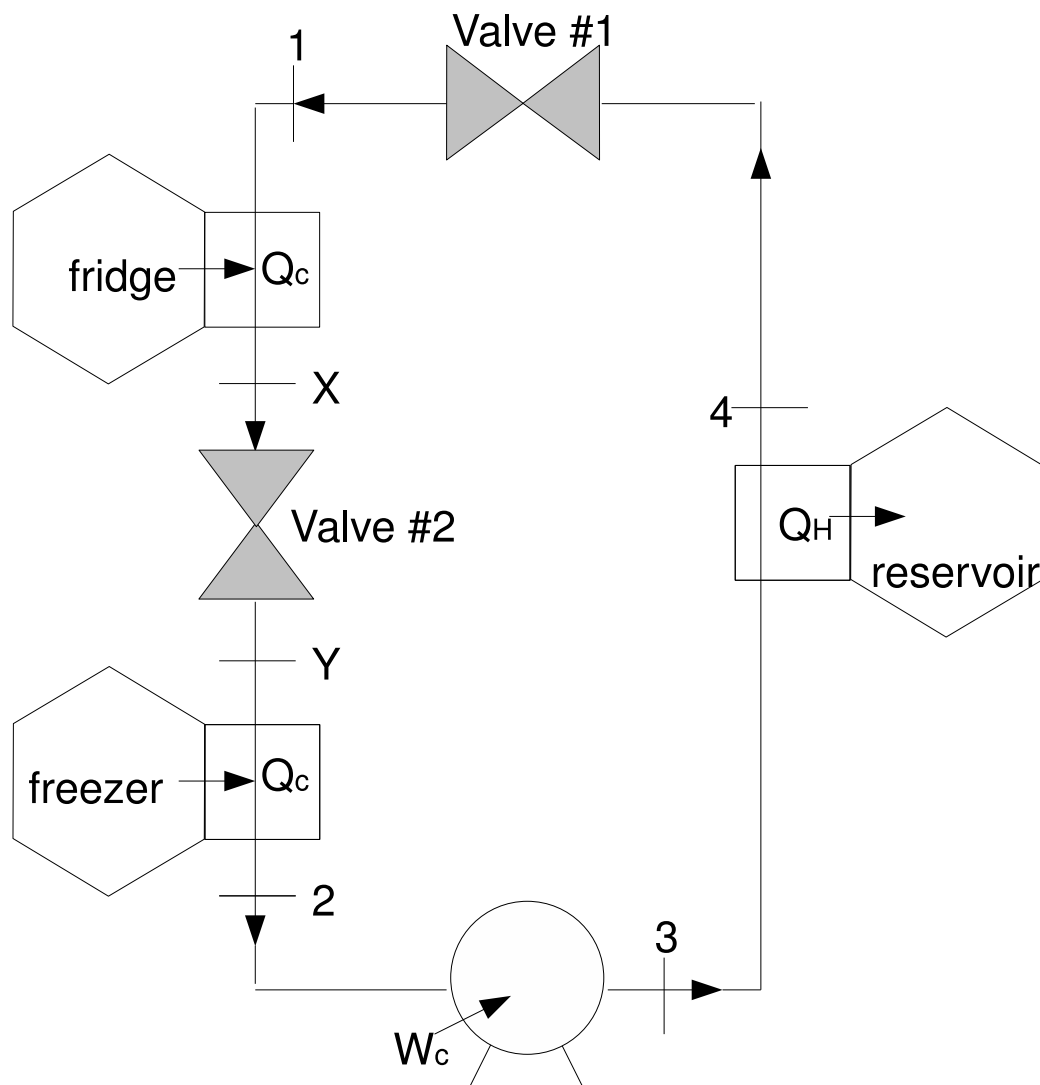 Valve #1
1
fridge
Qc
X
4
Valve #2
QH
reservoir
Y
freezer
Qc
2
3
Wc